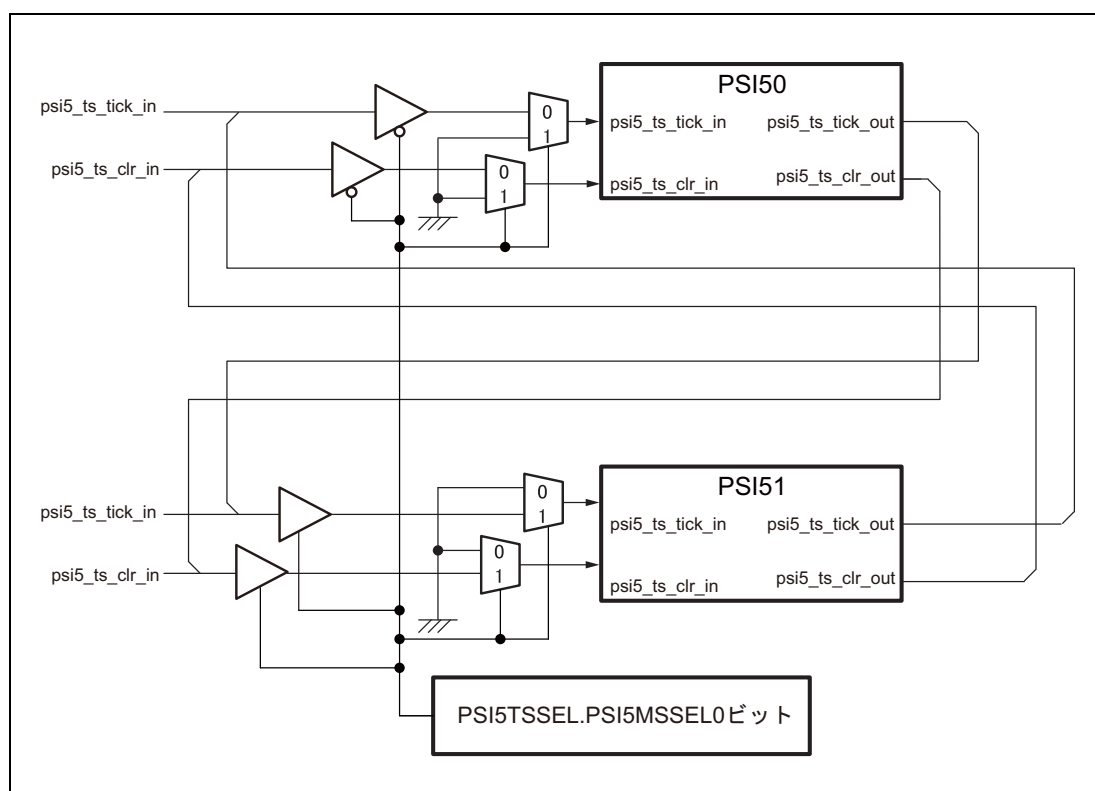 PSI50
psi5_ts_tick_in
0
1
psi5_ts_tick_in
psi5_ts_tick_out
psi5_ts_clr_in
0
1
psi5_ts_clr_in
psi5_ts_clr_out
PSI51
psi5_ts_tick_in
0
1
psi5_ts_tick_in
psi5_ts_tick_out
psi5_ts_clr_in
0
1
psi5_ts_clr_in
psi5_ts_clr_out
PSI5TSSEL.PSI5MSSEL0ビット